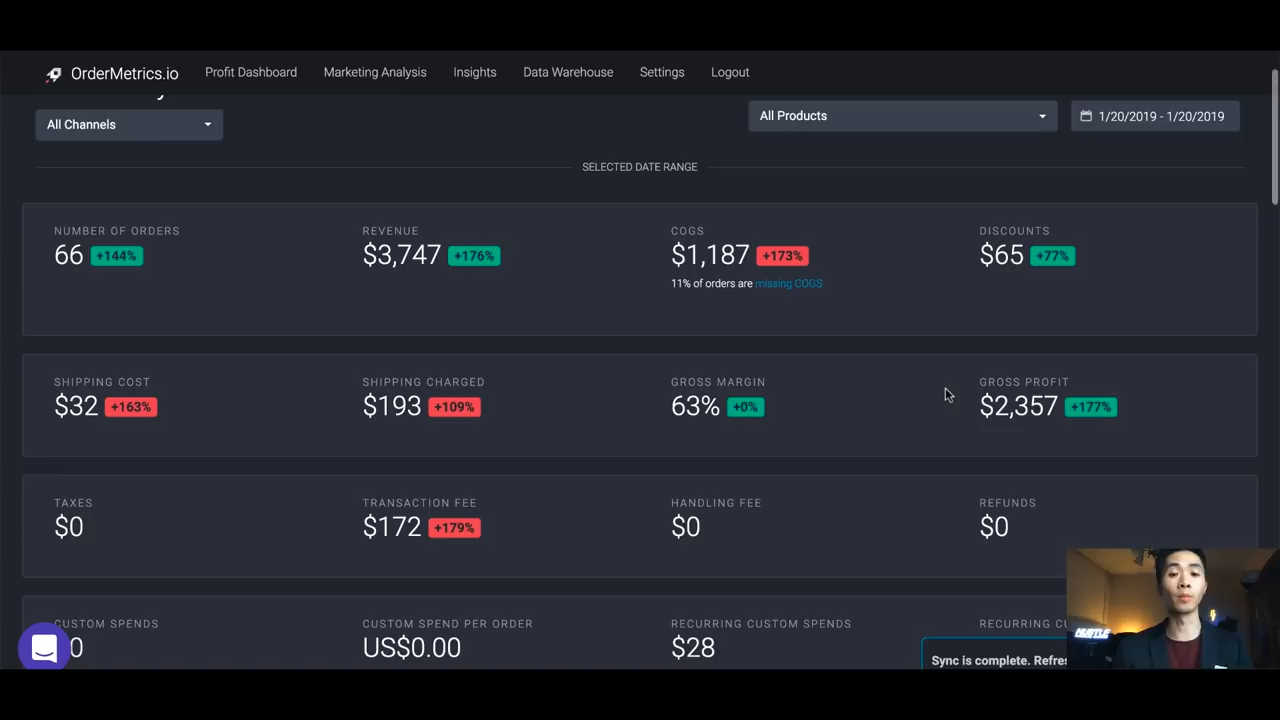 OrderMetrics.io Profit Dashboard Marketing Analysis Insights Data Warehouse Settings Logout
All Channels All Products 1/20/2019 - 1/20/2019
SELECTED DATE RANGE
NUMBER OF ORDERS REVENUE COGS DISCOUNTS
66 +144% $3,747 +176% $1,187 +173% $65 +77%
11% of orders are missing COGS
SHIPPING COST SHIPPING CHARGED GROSS MARGIN GROSS PROFIT
$32 +163% $193 +109% 63% +0% $2,357 +177%
TAXES TRANSACTION FEE HANDLING FEE REFUNDS
$0 $172 +179% $0 $0
CUSTOM SPENDS CUSTOM SPEND PER ORDER RECURRING CUSTOM SPENDS RECURRING
0 US$0.00 $28
Sync is complete. Refre
HUSTLE